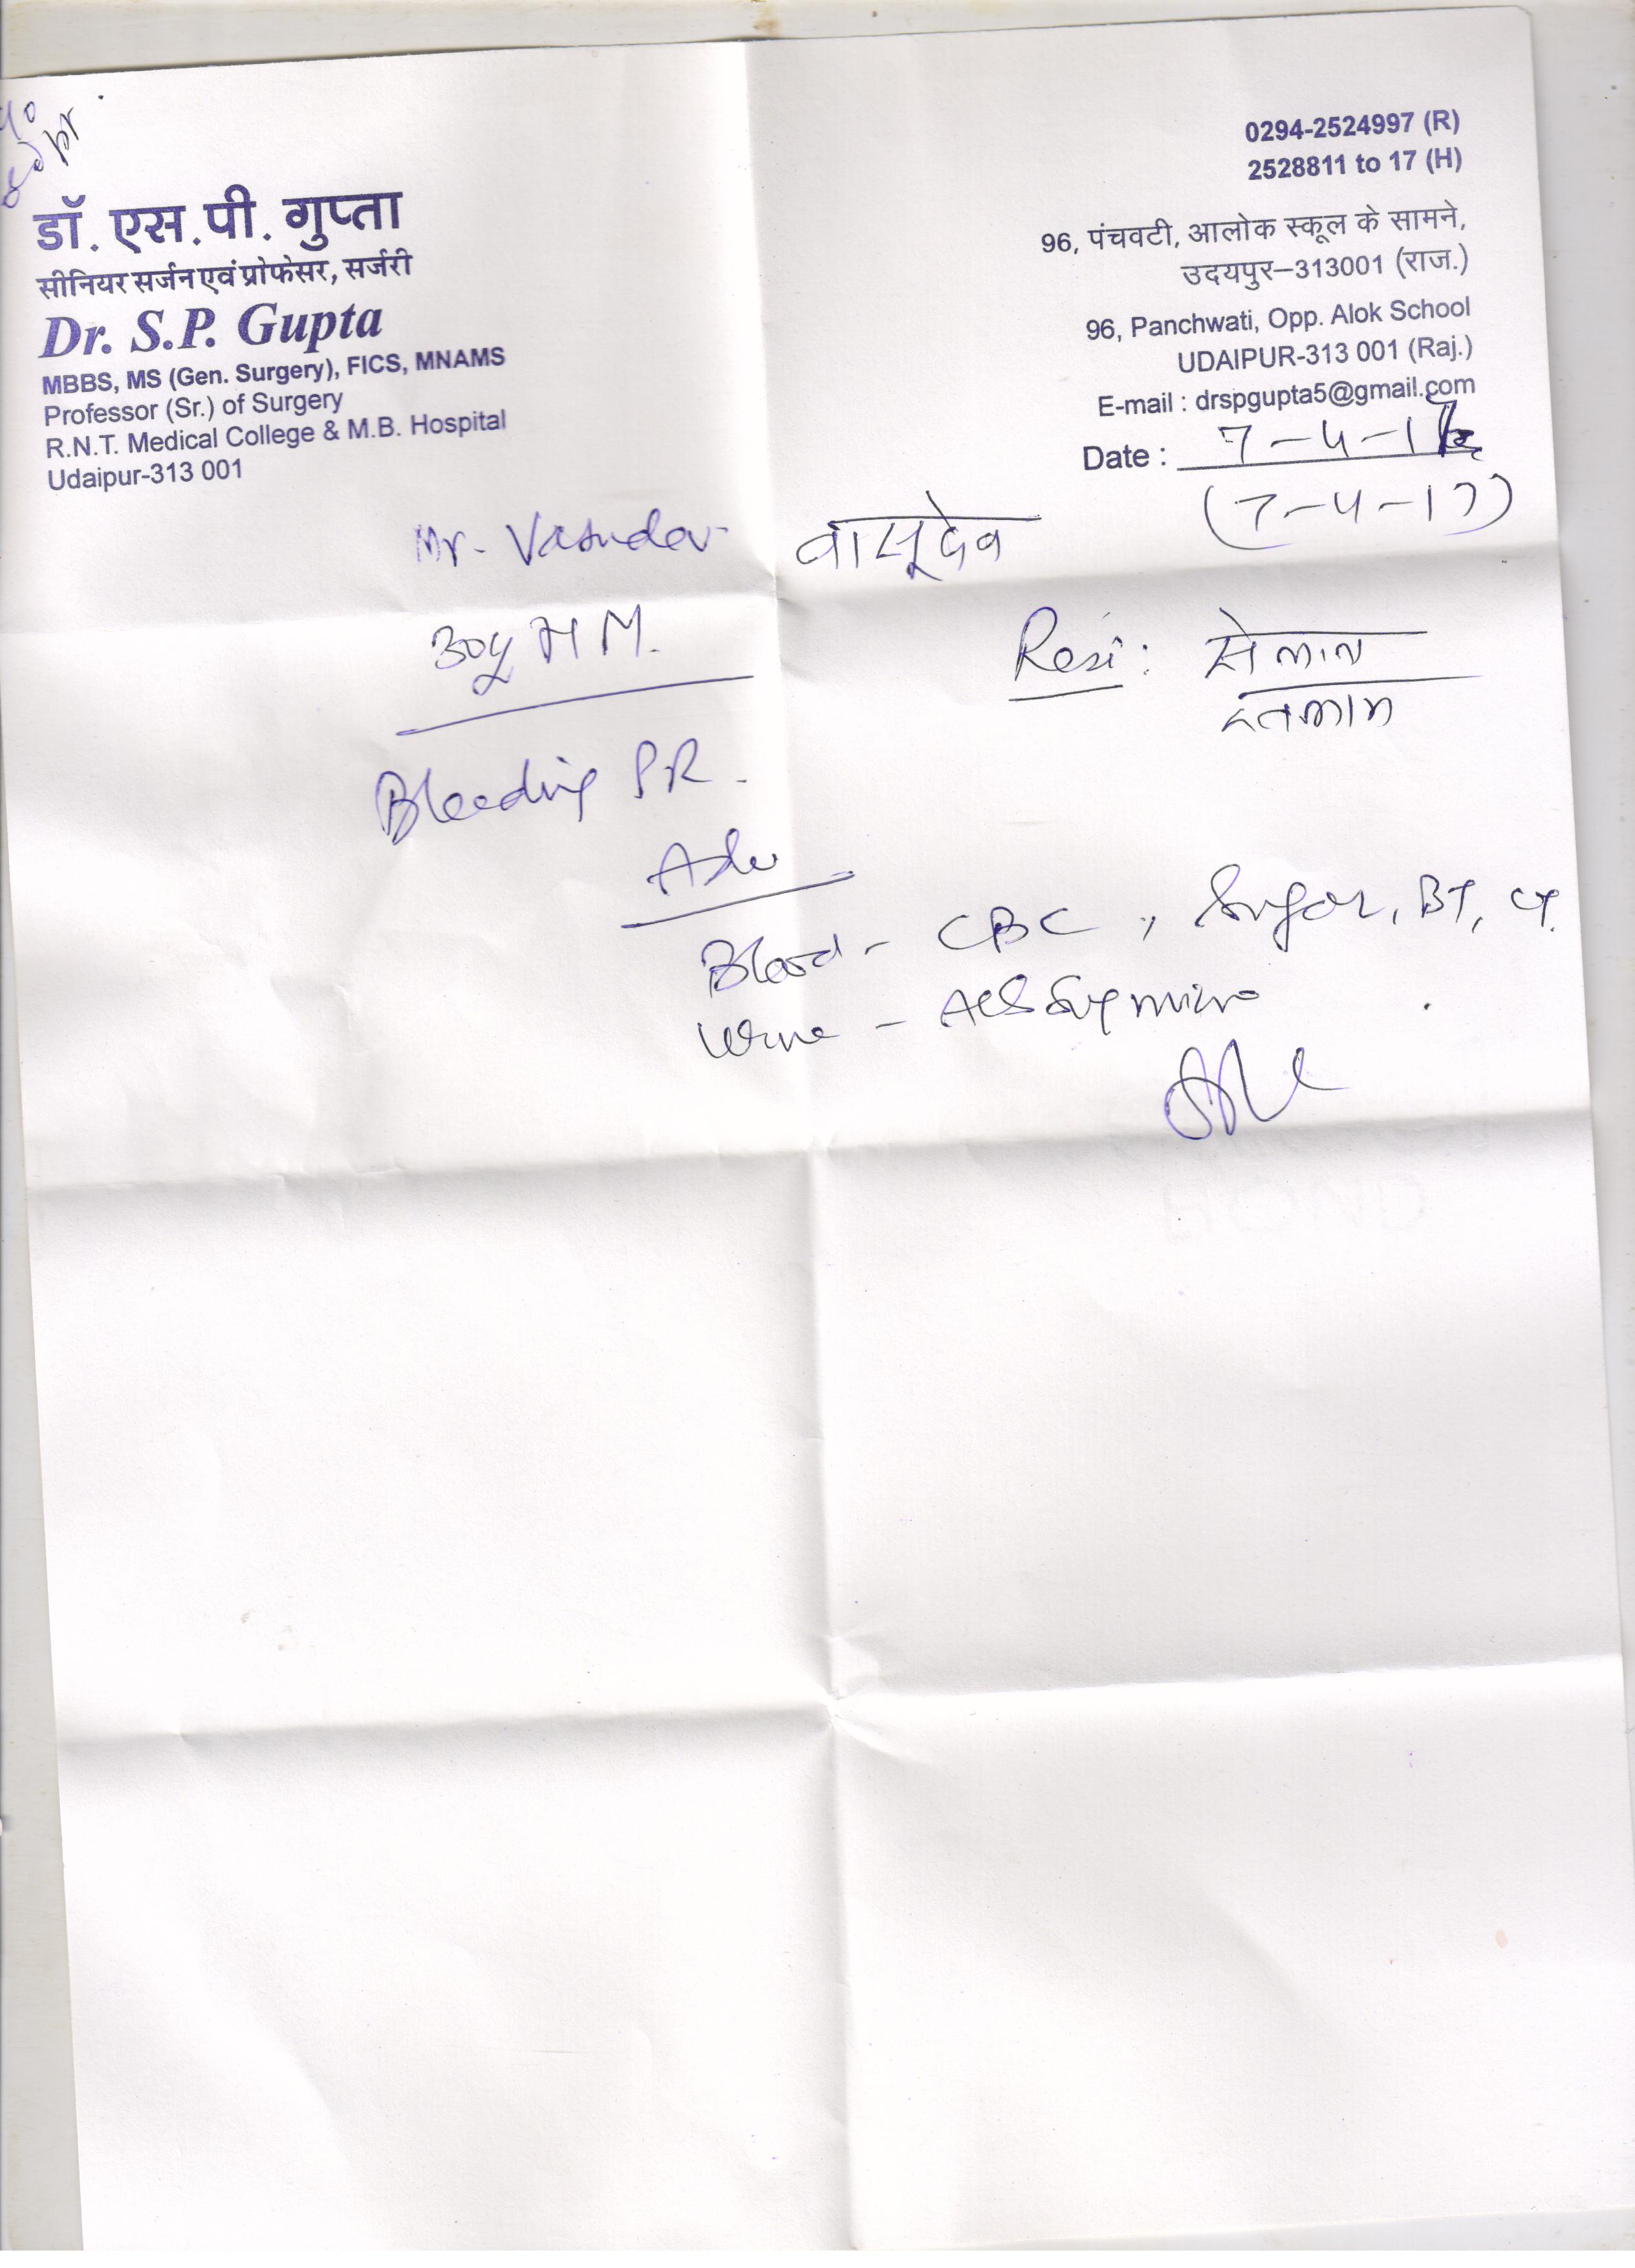 0294-2524997 (R)
2528811 to 17 (H)
डॉ. एस.पी. गुप्ता
सीनियर सर्जन एवं प्रोफेसर, सर्जरी
Dr. S.P. Gupta
MBBS, MS (Gen. Surgery), FICS, MNAMS
Professor (Sr.) of Surgery
R.N.T. Medical College & M.B. Hospital
Udaipur-313 001
96, पंचवटी, आलोक स्कूल के सामने,
उदयपुर–313001 (राज.)
96, Panchwati, Opp. Alok School
UDAIPUR-313 001 (Raj.)
E-mail : drspgupta5@gmail.com
Date : 7-4-17
(7-4-17)
Mr. Vasudev वासूदेव
30y H M.
Resi:
Bleeding PR.
Adv
Blood - CBC, Sugar, BT, CT.
Urine -